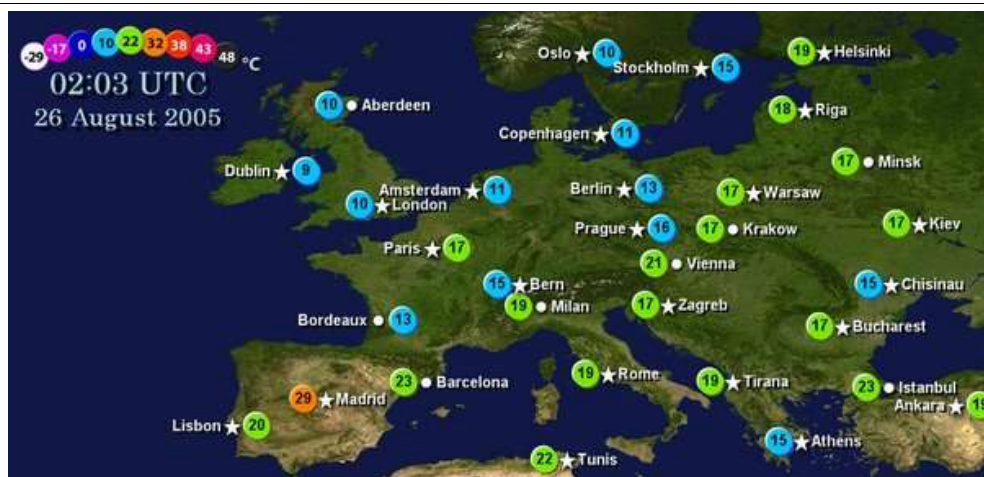 -29 -17 0 10 22 32 38 43 48 °C
02:03 UTC
26 August 2005
Oslo 10
19 Helsinki
Stockholm 15
10 Aberdeen
18 Riga
Copenhagen 11
17 Minsk
Dublin 9
Amsterdam 11
Berlin 13
17 Warsaw
10 London
Prague 16
17 Krakow
17 Kiev
Paris 17
21 Vienna
15 Bern
15 Chisinau
19 Milan
17 Zagreb
Bordeaux 13
17 Bucharest
19 Rome
19 Tirana
23 Barcelona
23 Istanbul
29 Madrid
Ankara 19
Lisbon 20
15 Athens
22 Tunis